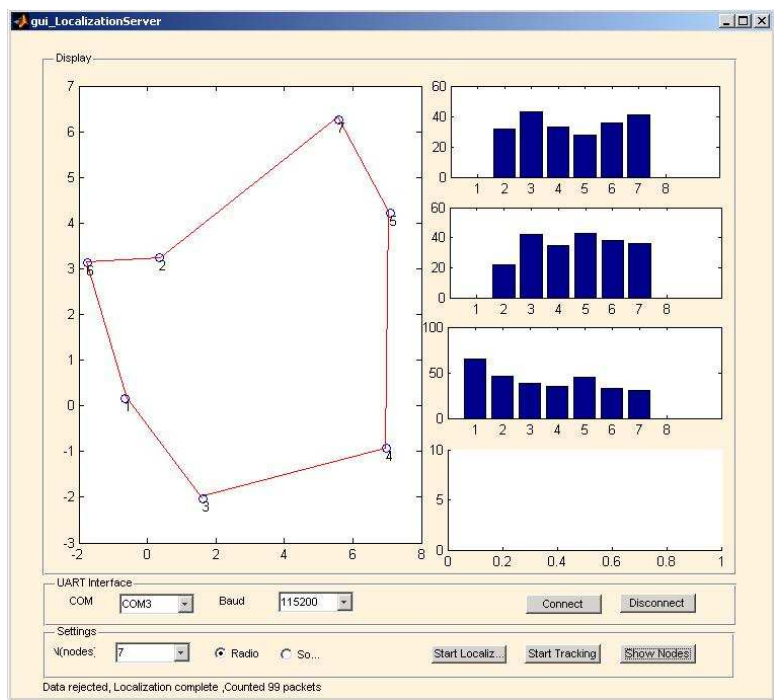 gui_LocalizationServer
Display
7
6
5
4
3
2
1
0
-1
-2
-3
-2 0 2 4 6 8
7
5
2
6
1
4
3
60
40
20
0
1 2 3 4 5 6 7 8
60
40
20
0
1 2 3 4 5 6 7 8
100
50
0
1 2 3 4 5 6 7 8
10
5
0
0 0.2 0.4 0.6 0.8 1
UART Interface
COM COM3 Baud 115200 Connect Disconnect
Settings
N(nodes) 7 Radio So... Start Localiz... Start Tracking Show Nodes
Data rejected, Localization complete ,Counted 99 packets